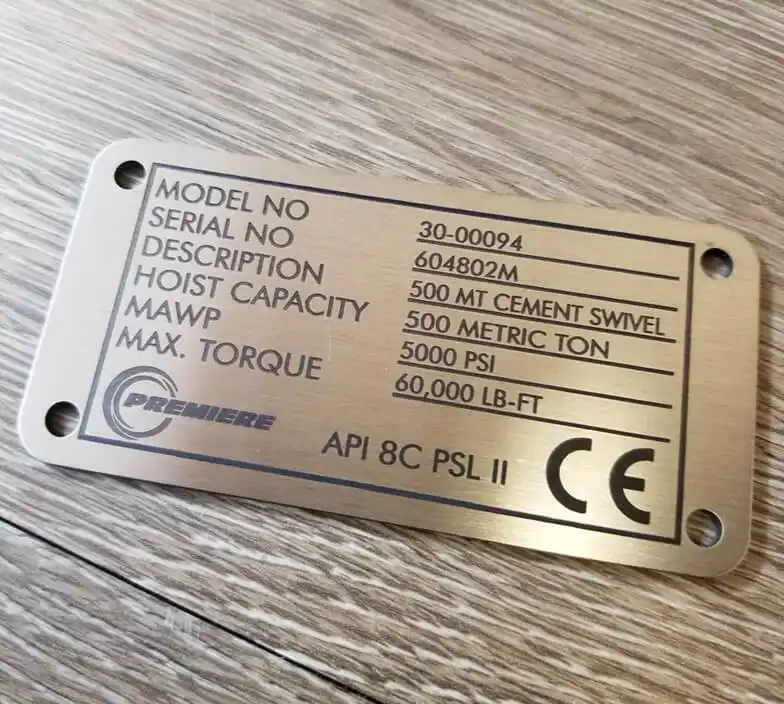 MODEL NO 30-00094
SERIAL NO 604802M
DESCRIPTION 500 MT CEMENT SWIVEL
HOIST CAPACITY 500 METRIC TON
MAWP 5000 PSI
MAX. TORQUE 60,000 LB-FT
PREMIERE
API 8C PSL II CE